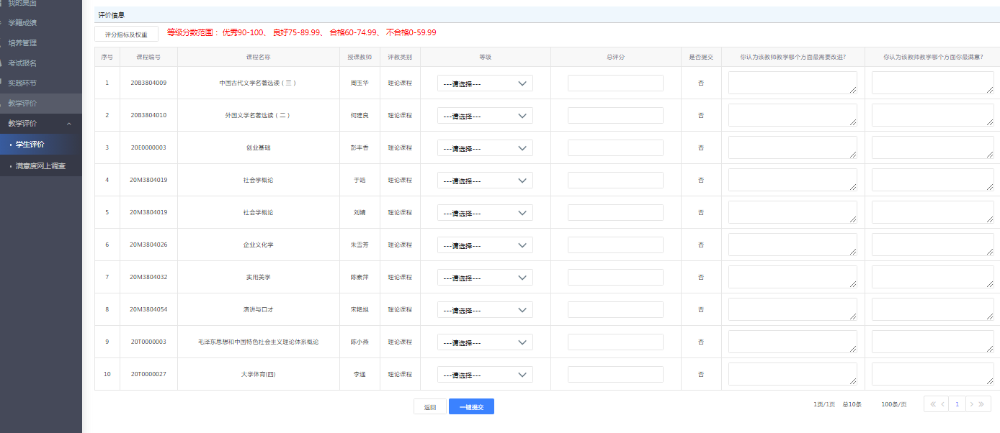 我的桌面
学籍成绩
培养管理
考试报名
实践环节
教学评价
教学评价
学生评价
满意度网上调查
评价信息
评分指标及权重 等级分数范围： 优秀90-100、 良好75-89.99、 合格60-74.99、 不合格0-59.99
序号 课程编号 课程名称 授课教师 评教类别 等级 总评分 是否提交 你认为该教师教学哪个方面最需要改进? 你认为该教师教学哪个方面你最满意?
1 20B3804009 中国古代文学名著选读（三） 周玉华 理论课程 ---请选择--- 否
2 20B3804010 外国文学名著选读（二） 何建良 理论课程 ---请选择--- 否
3 20E0000003 创业基础 彭丰香 理论课程 ---请选择--- 否
4 20M3804019 社会学概论 于皓 理论课程 ---请选择--- 否
5 20M3804019 社会学概论 刘婧 理论课程 ---请选择--- 否
6 20M3804026 企业文化学 朱雪芳 理论课程 ---请选择--- 否
7 20M3804032 实用美学 陈素萍 理论课程 ---请选择--- 否
8 20M3804054 演讲与口才 宋艳旭 理论课程 ---请选择--- 否
9 20T0000003 毛泽东思想和中国特色社会主义理论体系概论 陈小燕 理论课程 ---请选择--- 否
10 20T0000027 大学体育(四) 李通 理论课程 ---请选择--- 否
返回 一键提交 1页/1页 总10条 100条/页 1